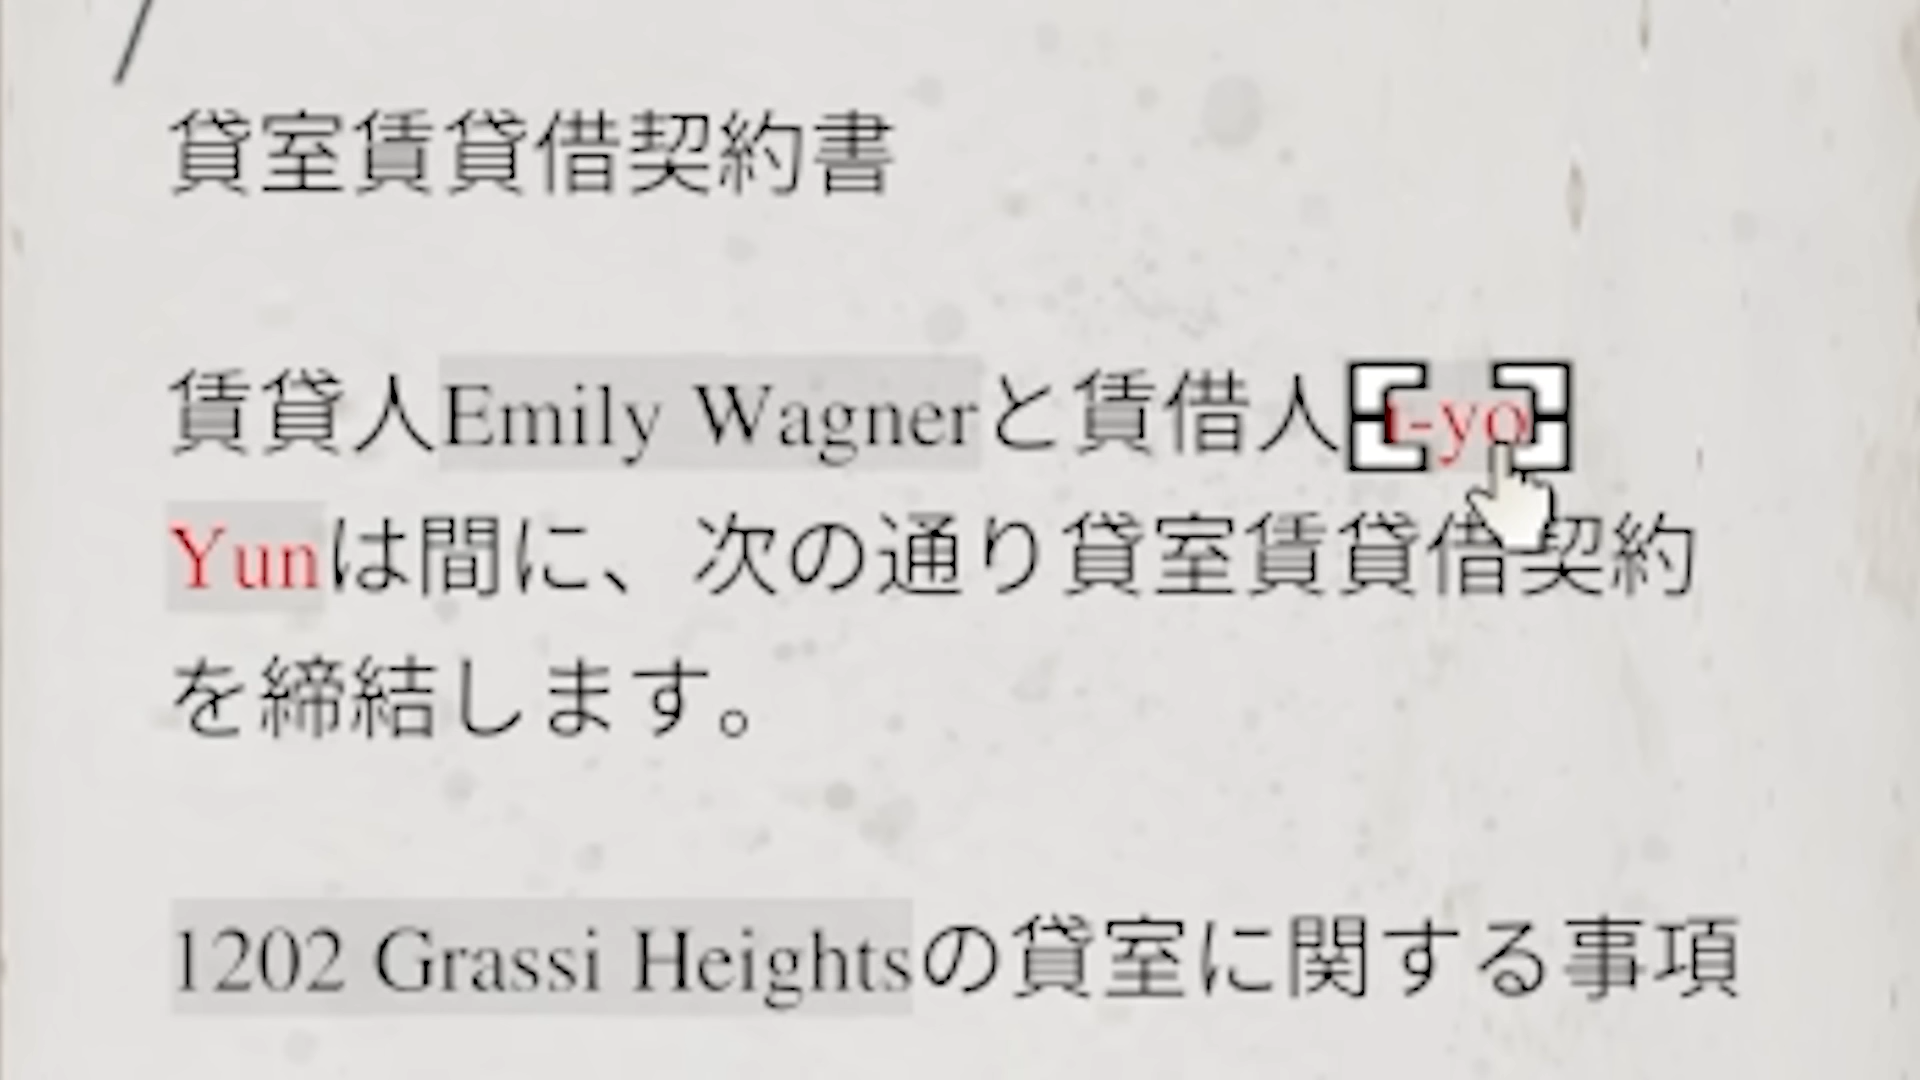 貸室賃貸借契約書
賃貸人Emily Wagnerと賃借人
Yunは間に、次の通り貸室賃貸借契約
を締結します。
1202 Grassi Heightsの貸室に関する事項